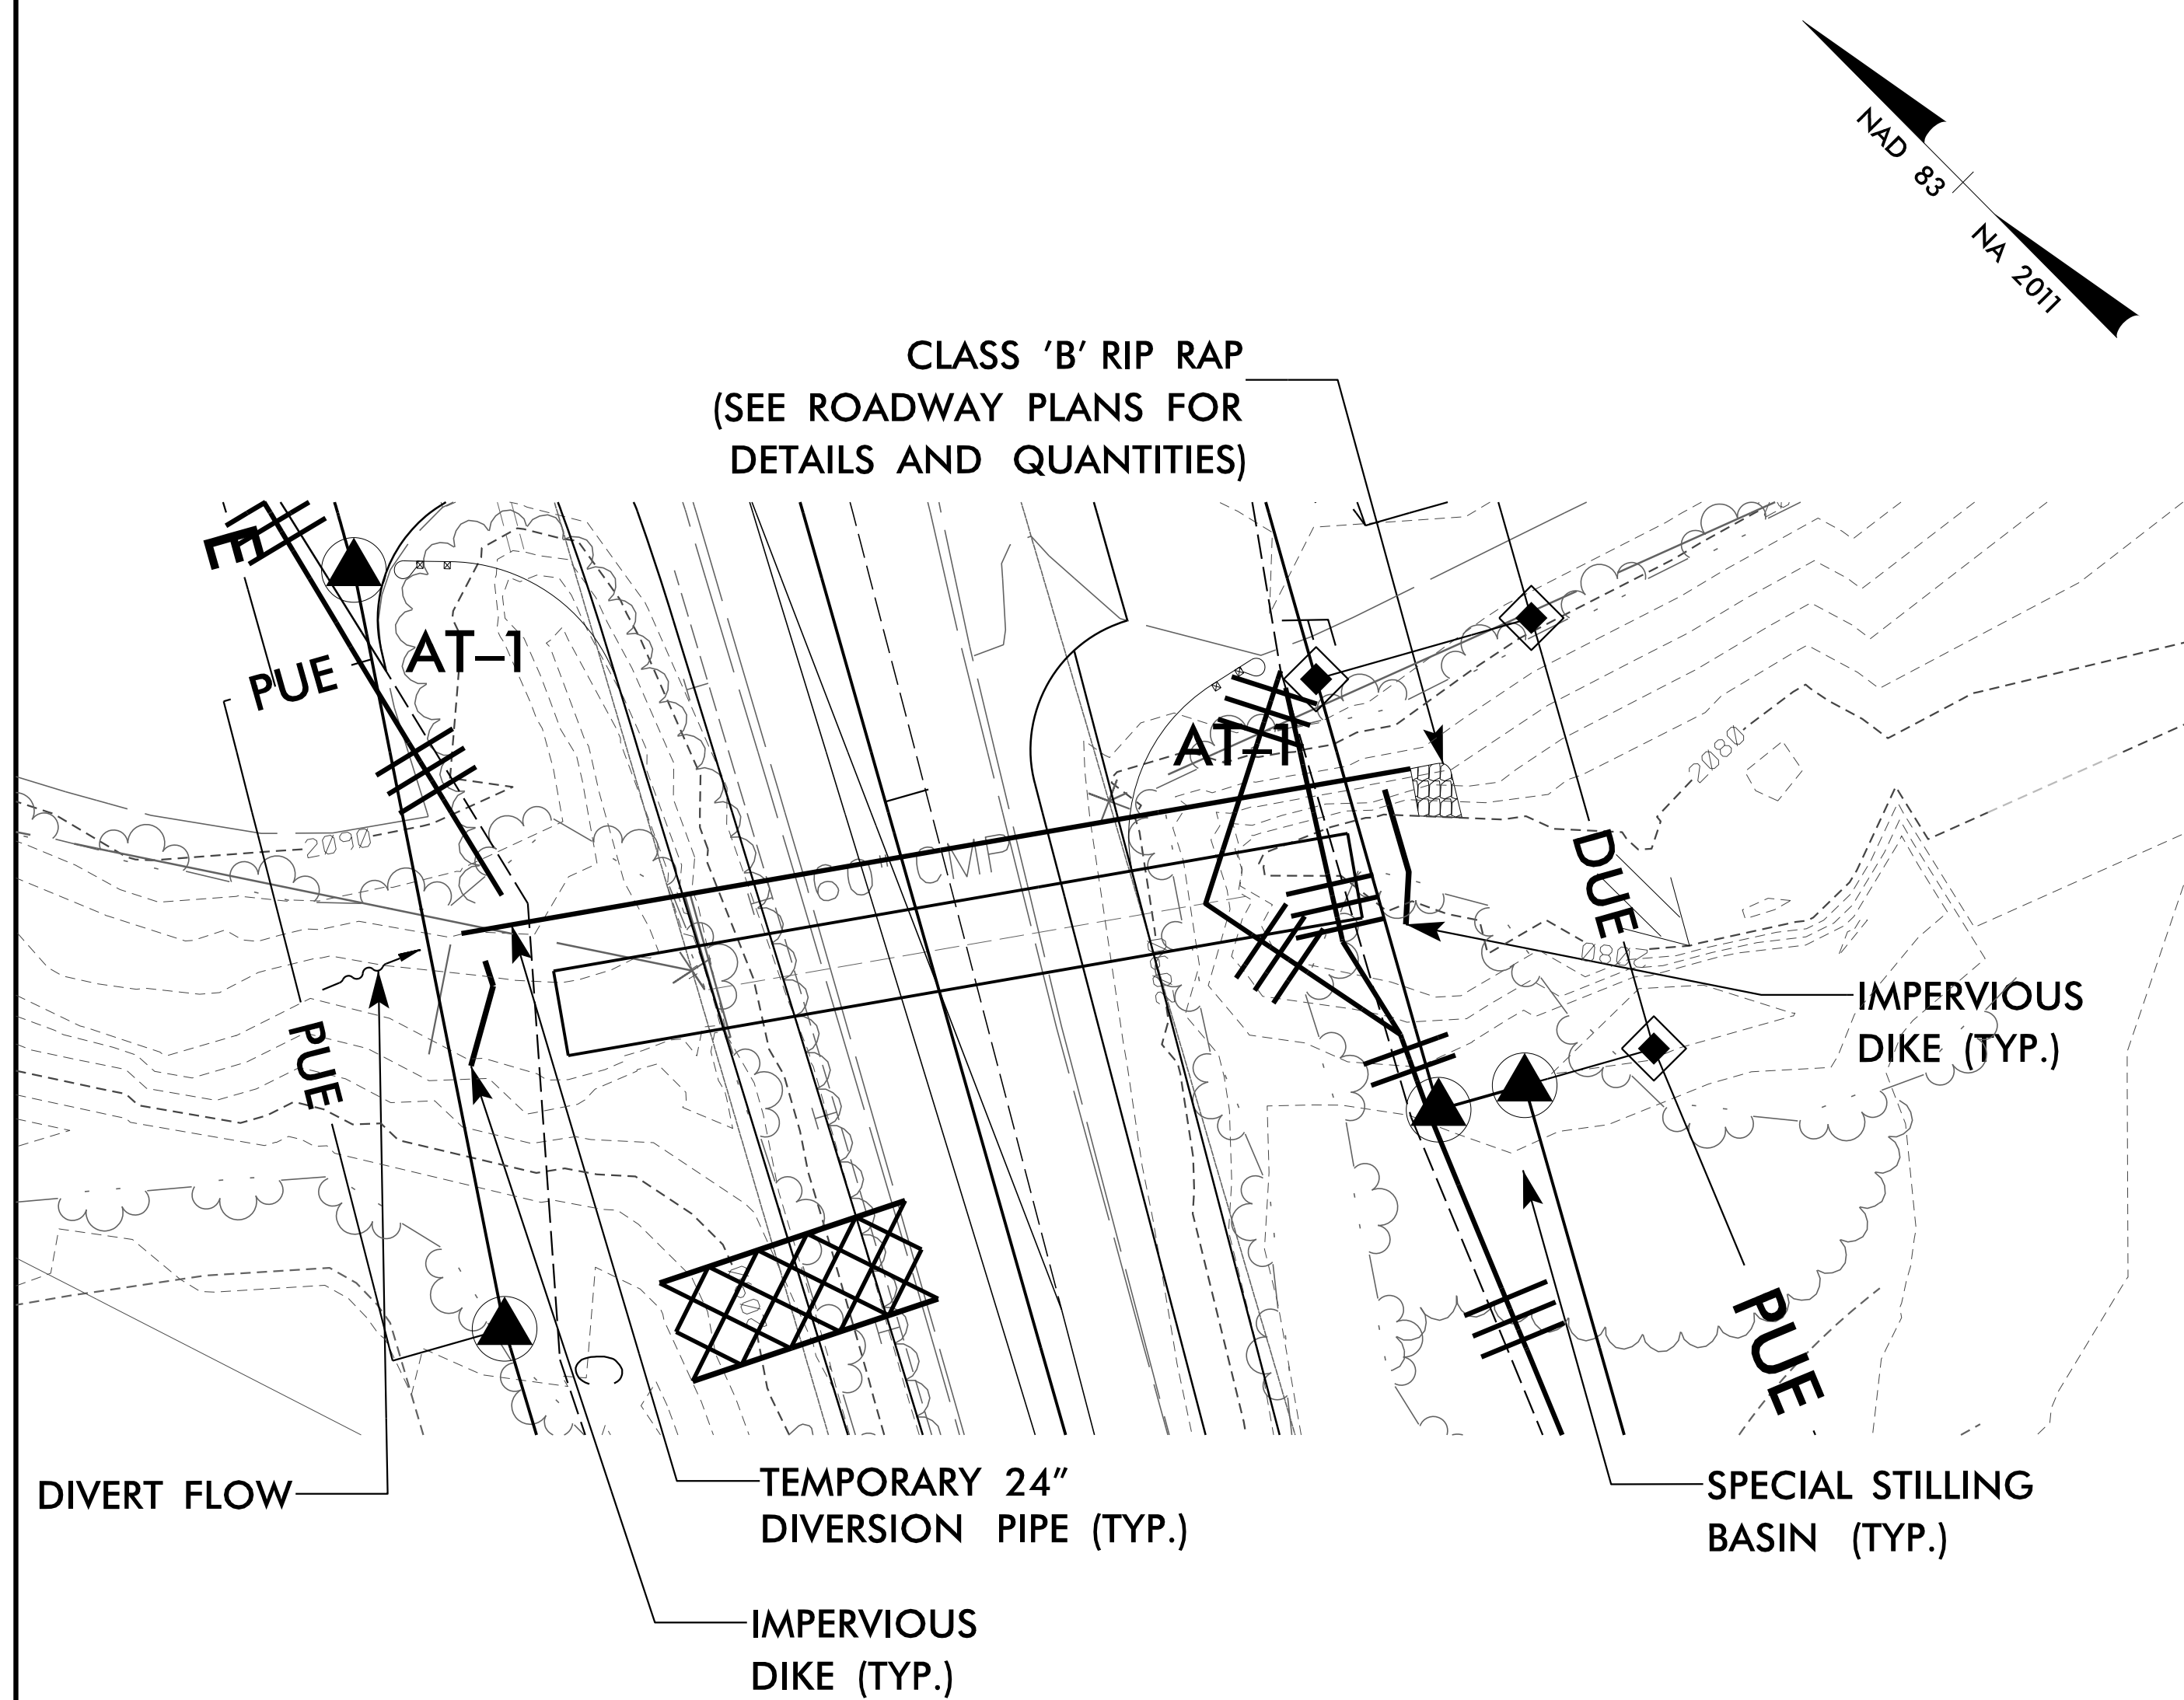 NAD 83
NA 2011
CLASS 'B' RIP RAP
(SEE ROADWAY PLANS FOR
DETAILS AND QUANTITIES)
E
AT-1
PUE
AT-1
2080
2090
60" CMP
DUE
2080
IMPERVIOUS
DIKE (TYP.)
PUE
PUE
DIVERT FLOW
TEMPORARY 24"
DIVERSION PIPE (TYP.)
SPECIAL STILLING
BASIN (TYP.)
IMPERVIOUS
DIKE (TYP.)